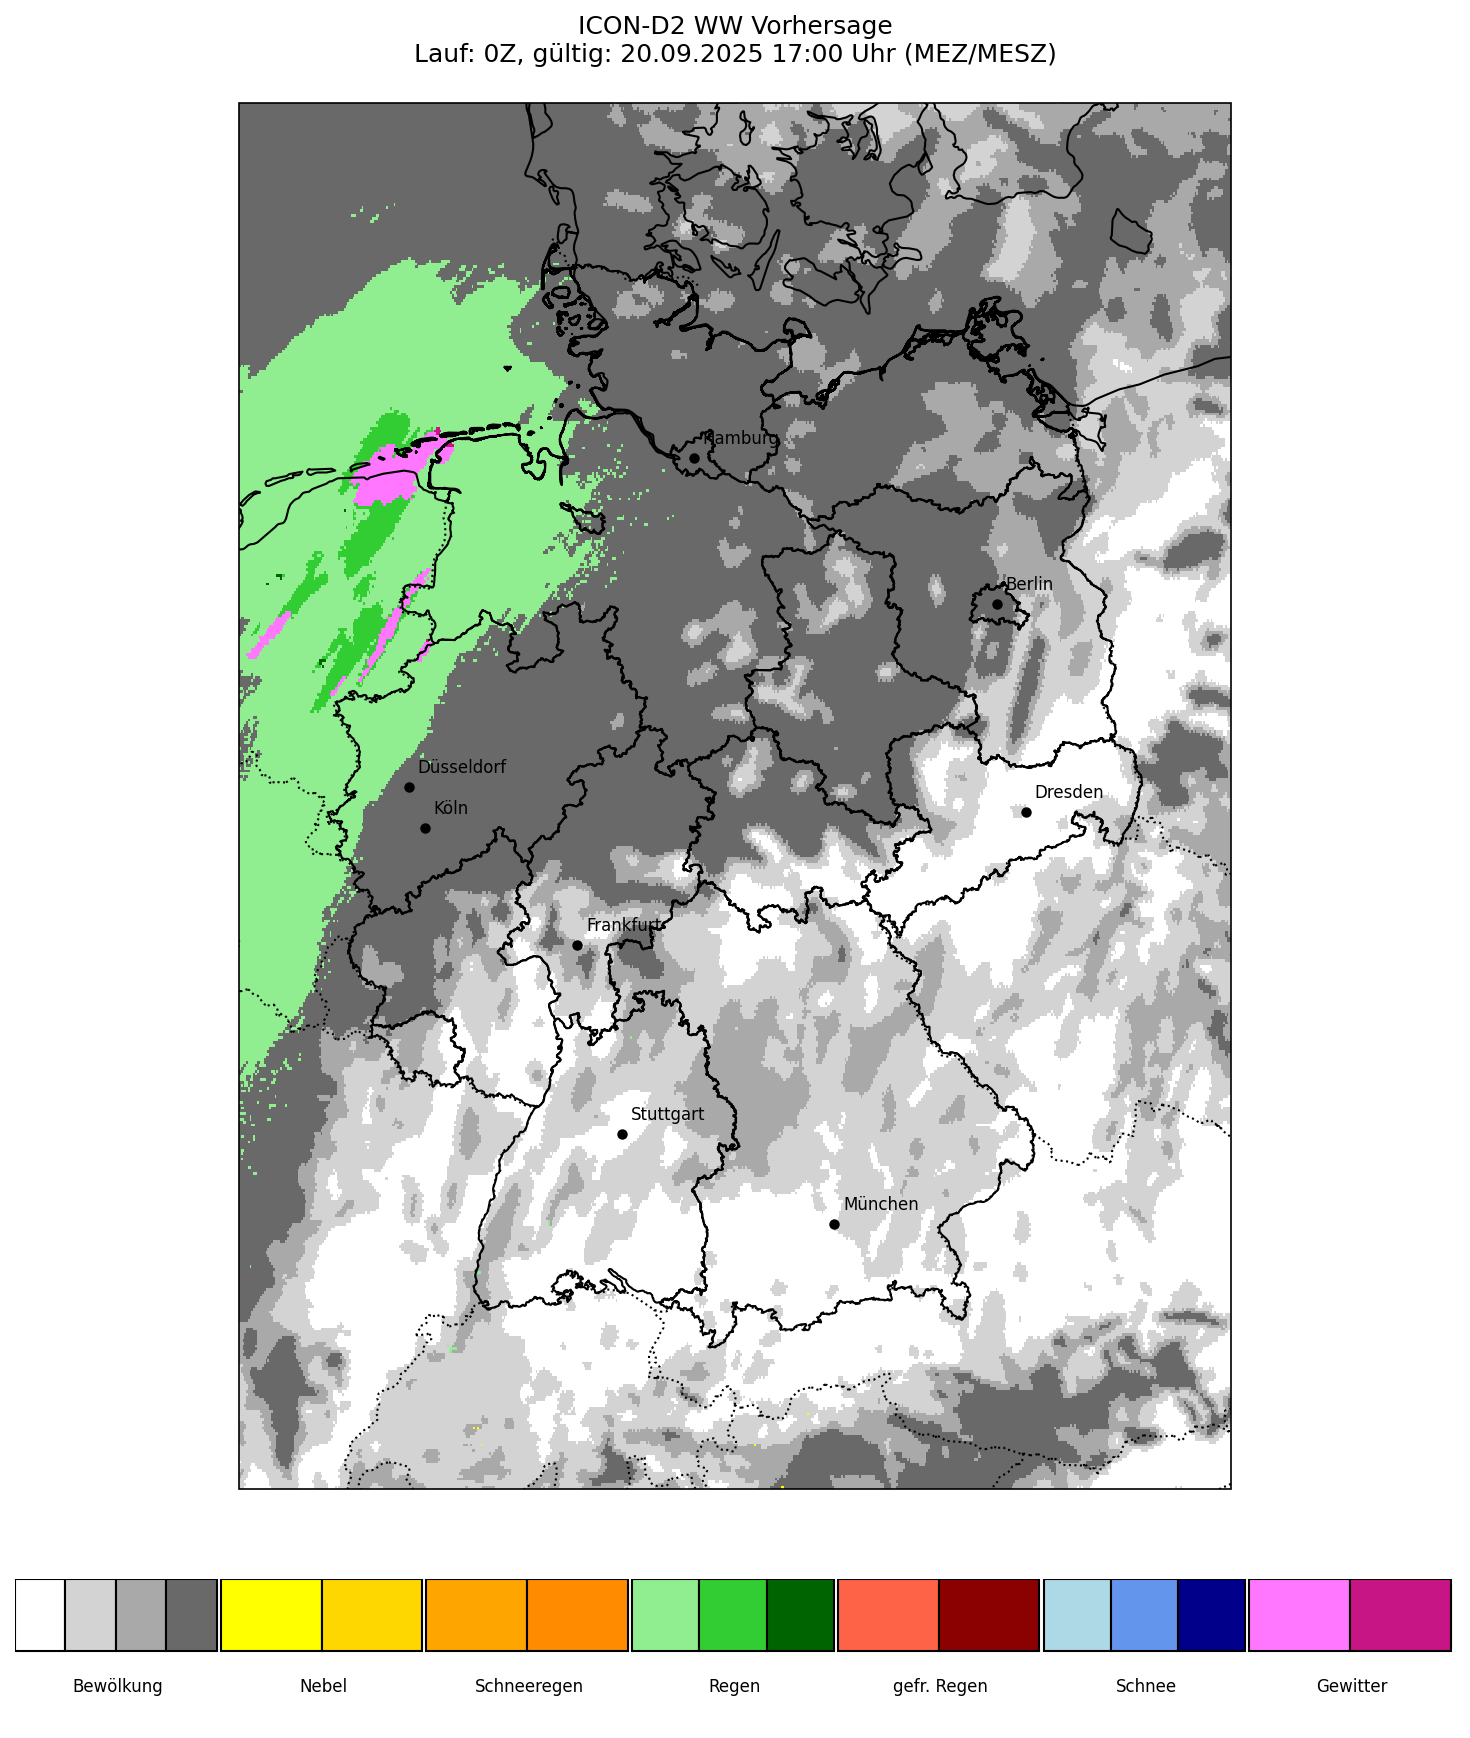 ICON-D2 WW Vorhersage
Lauf: 0Z, gültig: 20.09.2025 17:00 Uhr (MEZ/MESZ)
Hamburg
Berlin
Düsseldorf
Dresden
Köln
Frankfurt
Stuttgart
München
Bewölkung
Nebel
Schneeregen
Regen
gefr. Regen
Schnee
Gewitter